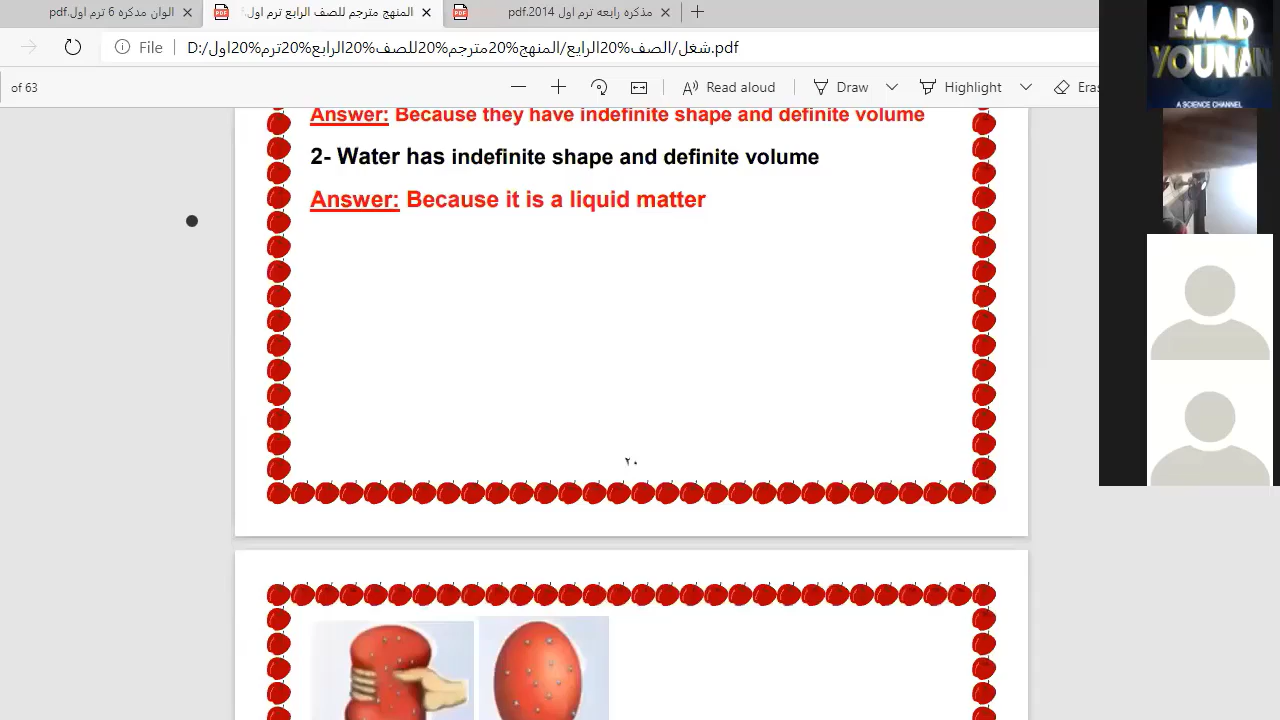 الوان مذكره 6 ترم اول.pdf
المنهج مترجم للصف الرابع ترم اول.
مذكره رابعه ترم اول 2014.pdf
File
D:/شغل/الصف%20الرابع/المنهج%20مترجم%20للصف%20الرابع%20ترم%20اول.pdf
of 63
Read aloud
Draw
Highlight
Eras
EMAD
YOUNAN
A SCIENCE CHANNEL
Answer: Because they have indefinite shape and definite volume
2- Water has indefinite shape and definite volume
Answer: Because it is a liquid matter
٢٠